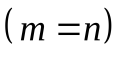 (m =n)